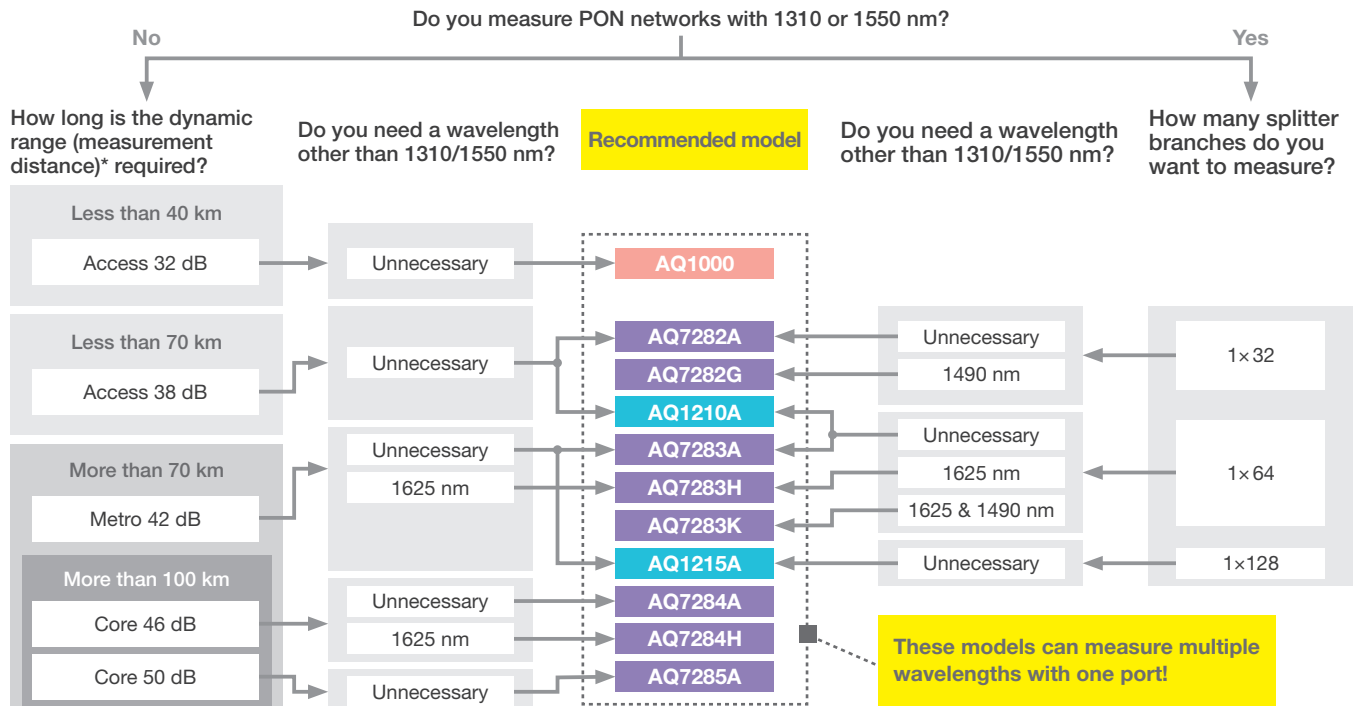 Do you measure PON networks with 1310 or 1550 nm?
No
Yes
How long is the dynamic
range (measurement
distance)* required?
Do you need a wavelength
other than 1310/1550 nm?
Recommended model
Do you need a wavelength
other than 1310/1550 nm?
How many splitter
branches do you
want to measure?
Less than 40 km
Access 32 dB
Unnecessary
AQ1000
Less than 70 km
Access 38 dB
Unnecessary
AQ7282A
AQ7282G
AQ1210A
Unnecessary
1490 nm
1×32
More than 70 km
Metro 42 dB
Unnecessary
1625 nm
AQ7283A
AQ7283H
AQ7283K
AQ1215A
Unnecessary
1625 nm
1625 & 1490 nm
1×64
Unnecessary
1×128
More than 100 km
Core 46 dB
Core 50 dB
Unnecessary
1625 nm
Unnecessary
AQ7284A
AQ7284H
AQ7285A
These models can measure multiple
wavelengths with one port!